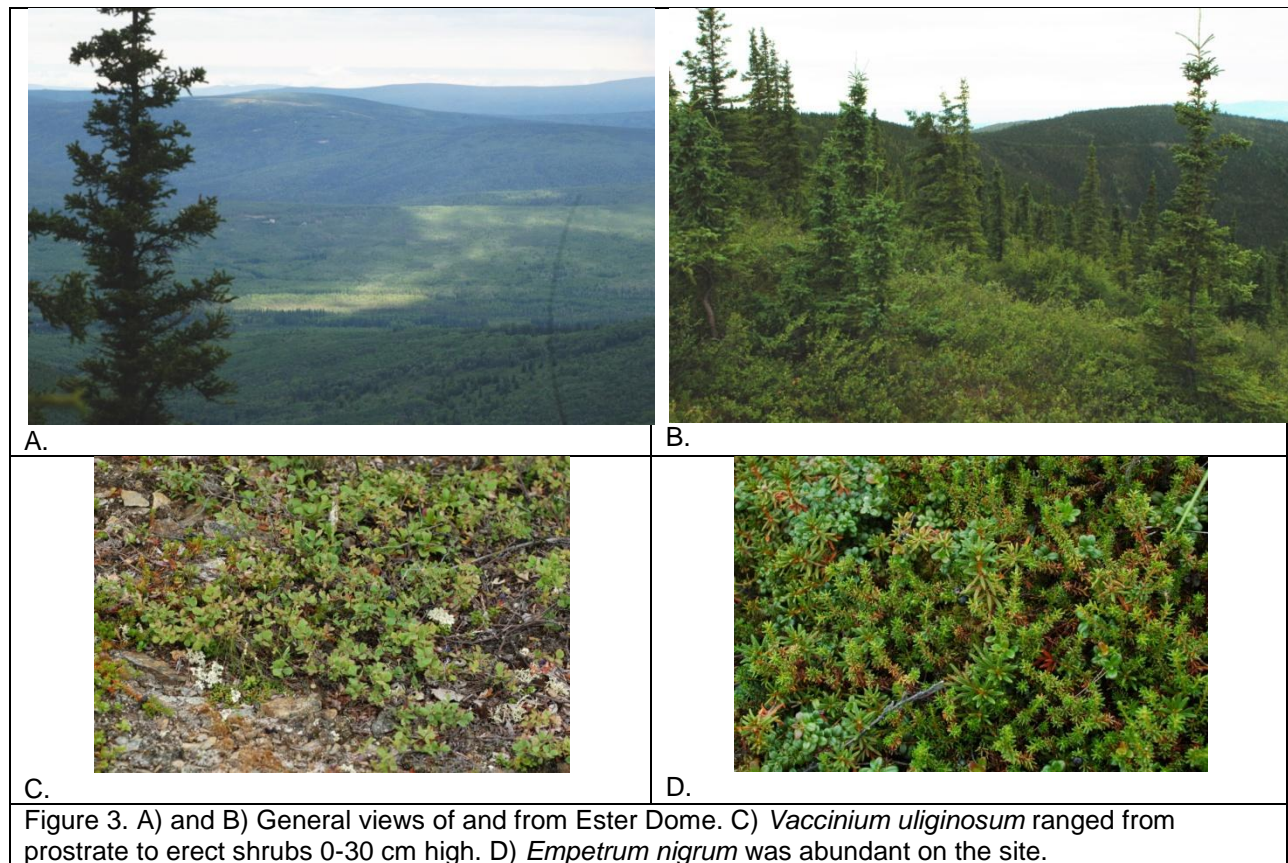 A.
B.
C.
D.
Figure 3. A) and B) General views of and from Ester Dome. C) Vaccinium uliginosum ranged from
prostrate to erect shrubs 0-30 cm high. D) Empetrum nigrum was abundant on the site.